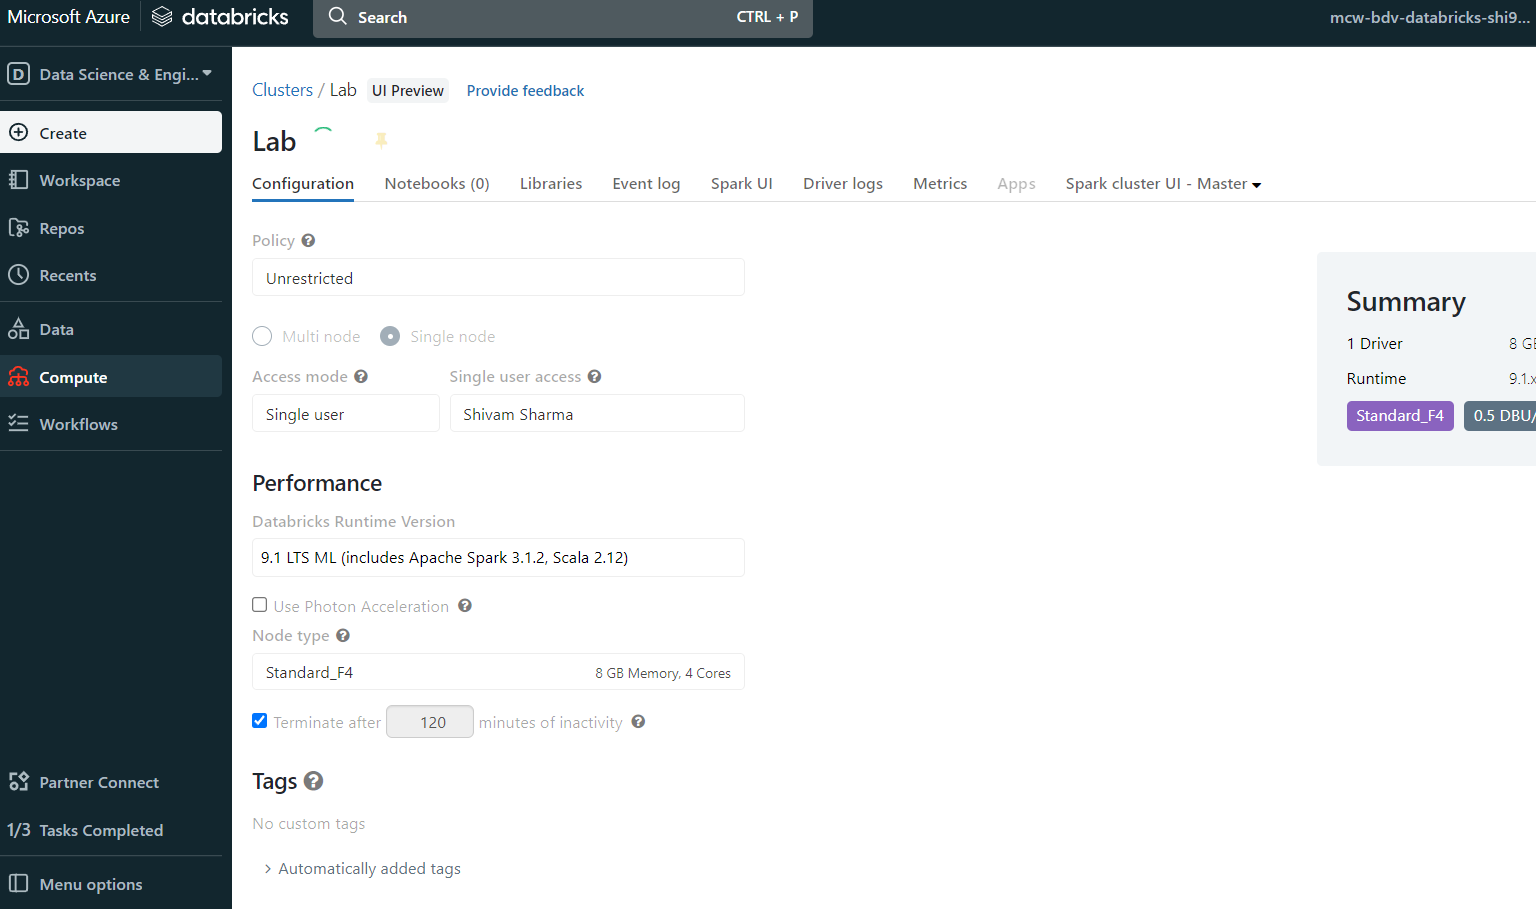 Microsoft Azure databricks Search CTRL + P mcw-bdv-databricks-shi9...
D Data Science & Engi...
Create
Workspace
Repos
Recents
Data
Compute
Workflows
Partner Connect
1/3 Tasks Completed
Menu options
Clusters / Lab UI Preview Provide feedback
Lab
Configuration Notebooks (0) Libraries Event log Spark UI Driver logs Metrics Apps Spark cluster UI - Master
Policy ?
Unrestricted
Multi node Single node
Access mode ? Single user access ?
Single user Shivam Sharma
Performance
Databricks Runtime Version
9.1 LTS ML (includes Apache Spark 3.1.2, Scala 2.12)
Use Photon Acceleration ?
Node type ?
Standard_F4 8 GB Memory, 4 Cores
Terminate after 120 minutes of inactivity ?
Tags ?
No custom tags
> Automatically added tags
Summary
1 Driver 8 GB
Runtime 9.1.x
Standard_F4 0.5 DBU/